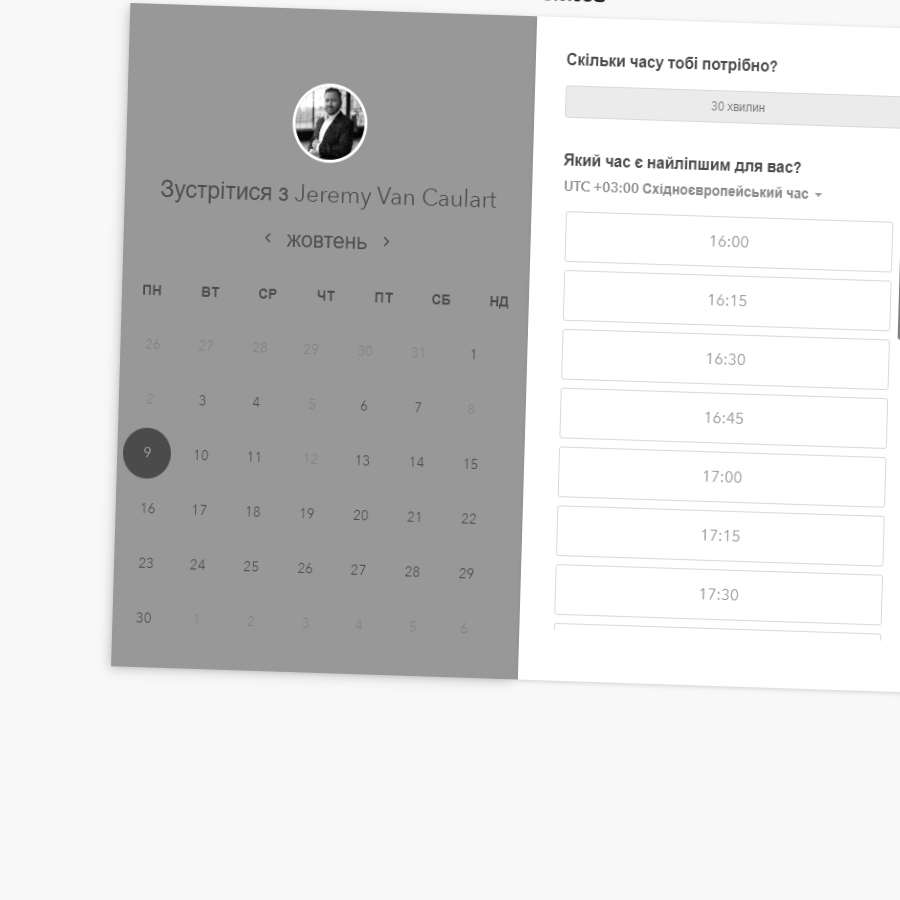 Зустрітися з Jeremy Van Caulart
жовтень
ПН ВТ СР ЧТ ПТ СБ НД
26 27 28 29 30 31 1
2 3 4 5 6 7 8
9 10 11 12 13 14 15
16 17 18 19 20 21 22
23 24 25 26 27 28 29
30 1 2 3 4 5 6
Скільки часу тобі потрібно?
30 хвилин
Який час є найліпшим для вас?
UTC +03:00 Східноєвропейський час
16:00
16:15
16:30
16:45
17:00
17:15
17:30